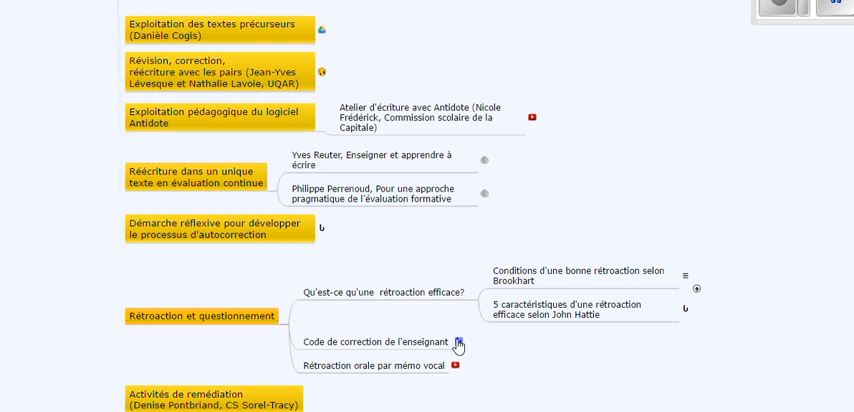 Exploitation des textes précurseurs
(Danièle Cogis)
Révision, correction,
réécriture avec les pairs (Jean-Yves
Lévesque et Nathalie Lavoie, UQAR)
Exploitation pédagogique du logiciel
Antidote
Atelier d'écriture avec Antidote (Nicole
Frédérick, Commission scolaire de la
Capitale)
Réécriture dans un unique
texte en évaluation continue
Yves Reuter, Enseigner et apprendre à
écrire
Philippe Perrenoud, Pour une approche
pragmatique de l'évaluation formative
Démarche réflexive pour développer
le processus d'autocorrection
Rétroaction et questionnement
Qu'est-ce qu'une rétroaction efficace?
Conditions d'une bonne rétroaction selon
Brookhart
5 caractéristiques d'une rétroaction
efficace selon John Hattie
Code de correction de l'enseignant
Rétroaction orale par mémo vocal
Activités de remédiation
(Denise Pontbriand, CS Sorel-Tracy)